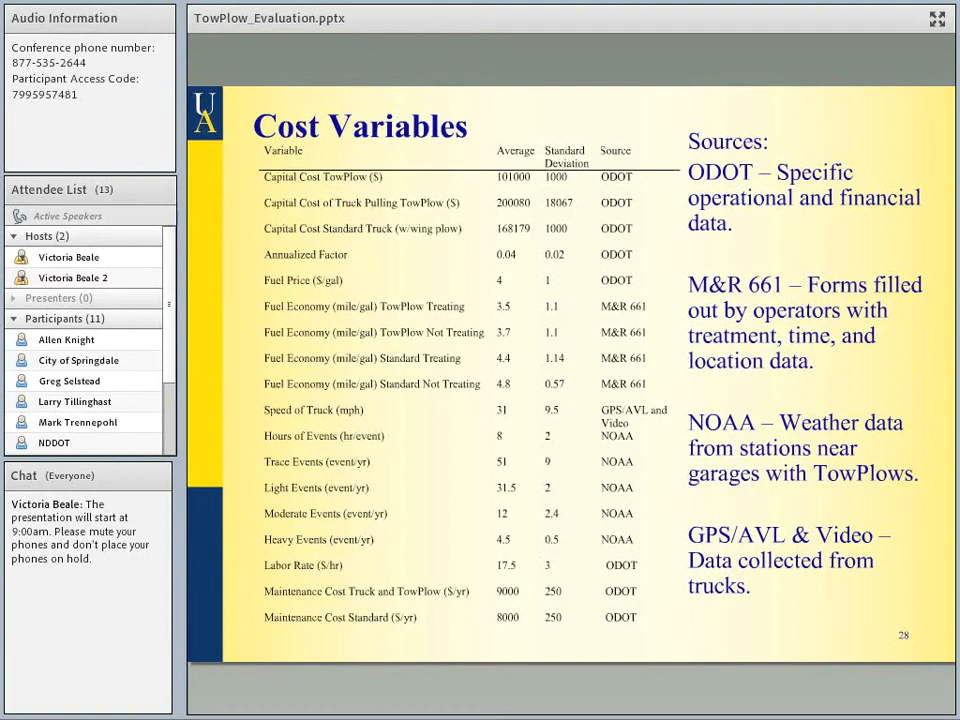 Audio Information
Conference phone number:
877-535-2644
Participant Access Code:
7995957481
Attendee List (13)
Active Speakers
Hosts (2)
Victoria Beale
Victoria Beale 2
Presenters (0)
Participants (11)
Allen Knight
City of Springdale
Greg Selstead
Larry Tillinghast
Mark Trennepohl
NDDOT
Chat (Everyone)
Victoria Beale: The
presentation will start at
9:00am. Please mute your
phones and don't place your
phones on hold.
TowPlow_Evaluation.pptx
UA
Cost Variables
Variable Average Standard Deviation Source
Capital Cost TowPlow ($) 101000 1000 ODOT
Capital Cost of Truck Pulling TowPlow ($) 200080 18067 ODOT
Capital Cost Standard Truck (w/wing plow) 168179 1000 ODOT
Annualized Factor 0.04 0.02 ODOT
Fuel Price ($/gal) 4 1 ODOT
Fuel Economy (mile/gal) TowPlow Treating 3.5 1.1 M&R 661
Fuel Economy (mile/gal) TowPlow Not Treating 3.7 1.1 M&R 661
Fuel Economy (mile/gal) Standard Treating 4.4 1.14 M&R 661
Fuel Economy (mile/gal) Standard Not Treating 4.8 0.57 M&R 661
Speed of Truck (mph) 31 9.5 GPS/AVL and Video
Hours of Events (hr/event) 8 2 NOAA
Trace Events (event/yr) 51 9 NOAA
Light Events (event/yr) 31.5 2 NOAA
Moderate Events (event/yr) 12 2.4 NOAA
Heavy Events (event/yr) 4.5 0.5 NOAA
Labor Rate ($/hr) 17.5 3 ODOT
Maintenance Cost Truck and TowPlow ($/yr) 9000 250 ODOT
Maintenance Cost Standard ($/yr) 8000 250 ODOT
Sources:
ODOT – Specific
operational and financial
data.
M&R 661 – Forms filled
out by operators with
treatment, time, and
location data.
NOAA – Weather data
from stations near
garages with TowPlows.
GPS/AVL & Video –
Data collected from
trucks.
28